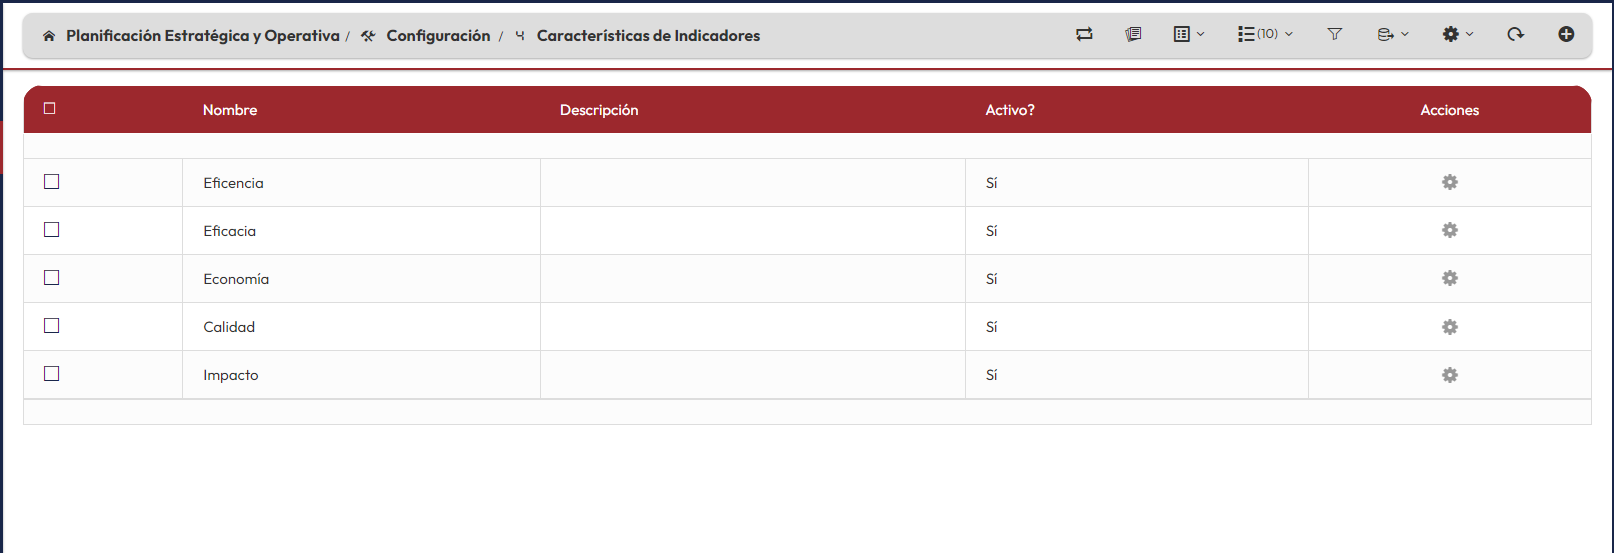 Planificación Estratégica y Operativa / Configuración / Características de Indicadores (10)
Nombre Descripción Activo? Acciones
Eficencia Sí
Eficacia Sí
Economía Sí
Calidad Sí
Impacto Sí